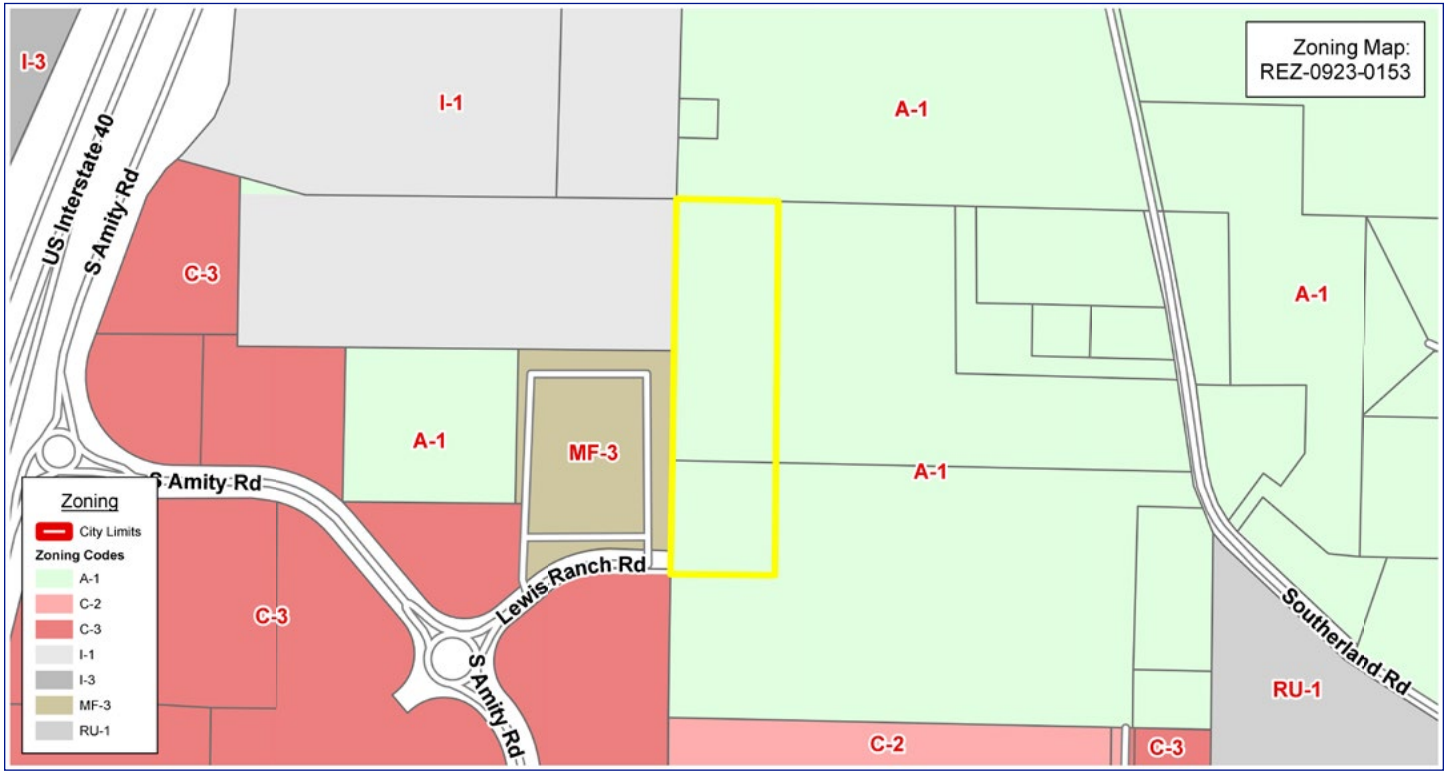 Zoning Map:
REZ-0923-0153
I-3
I-1
A-1
US Interstate 40
S Amity Rd
C-3
A-1
A-1
MF-3
A-1
S Amity Rd
Lewis Ranch Rd
C-3
S Amity Rd
Southerland Rd
RU-1
C-2
C-3
Zoning
City Limits
Zoning Codes
A-1
C-2
C-3
I-1
I-3
MF-3
RU-1